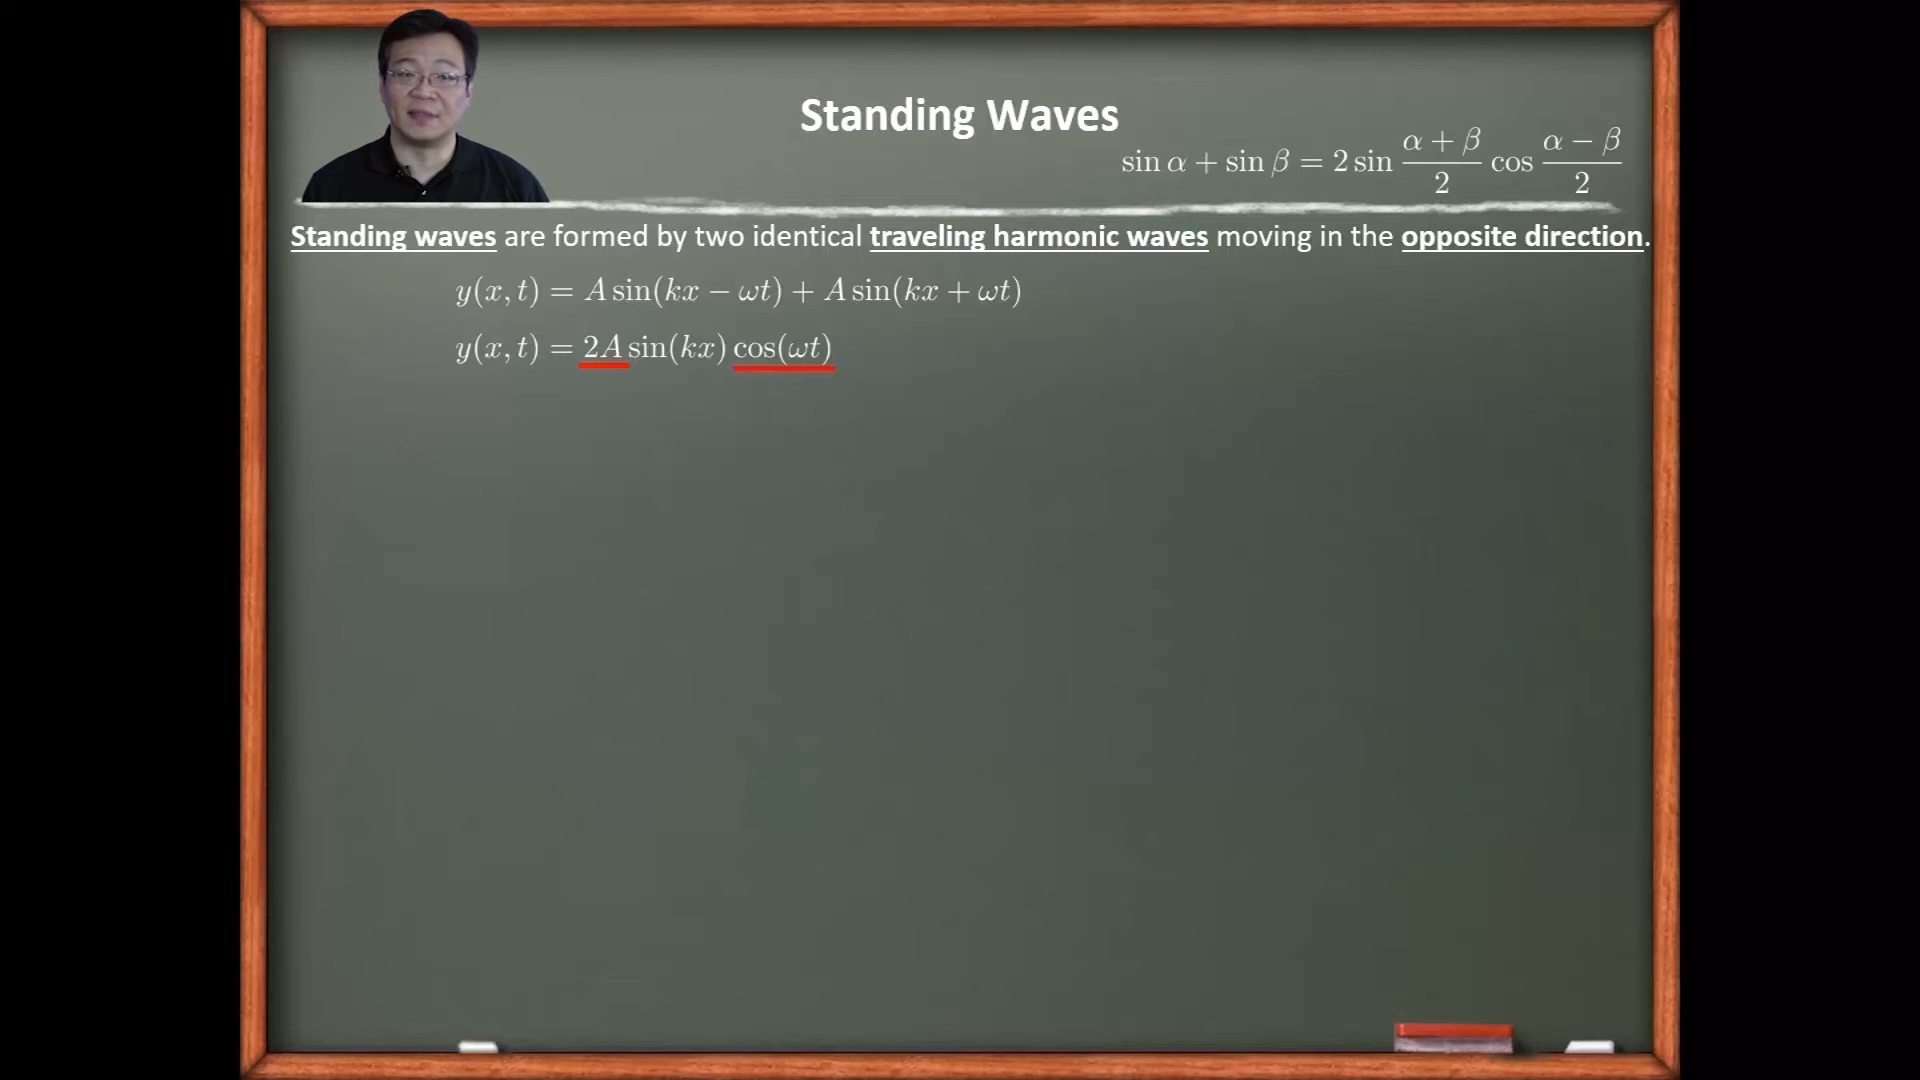 Standing Waves
sin α + sin β = 2 sin (α + β)/2 cos (α − β)/2
Standing waves are formed by two identical traveling harmonic waves moving in the opposite direction.
y(x, t) = A sin(kx − ωt) + A sin(kx + ωt)
y(x, t) = 2A sin(kx) cos(ωt)